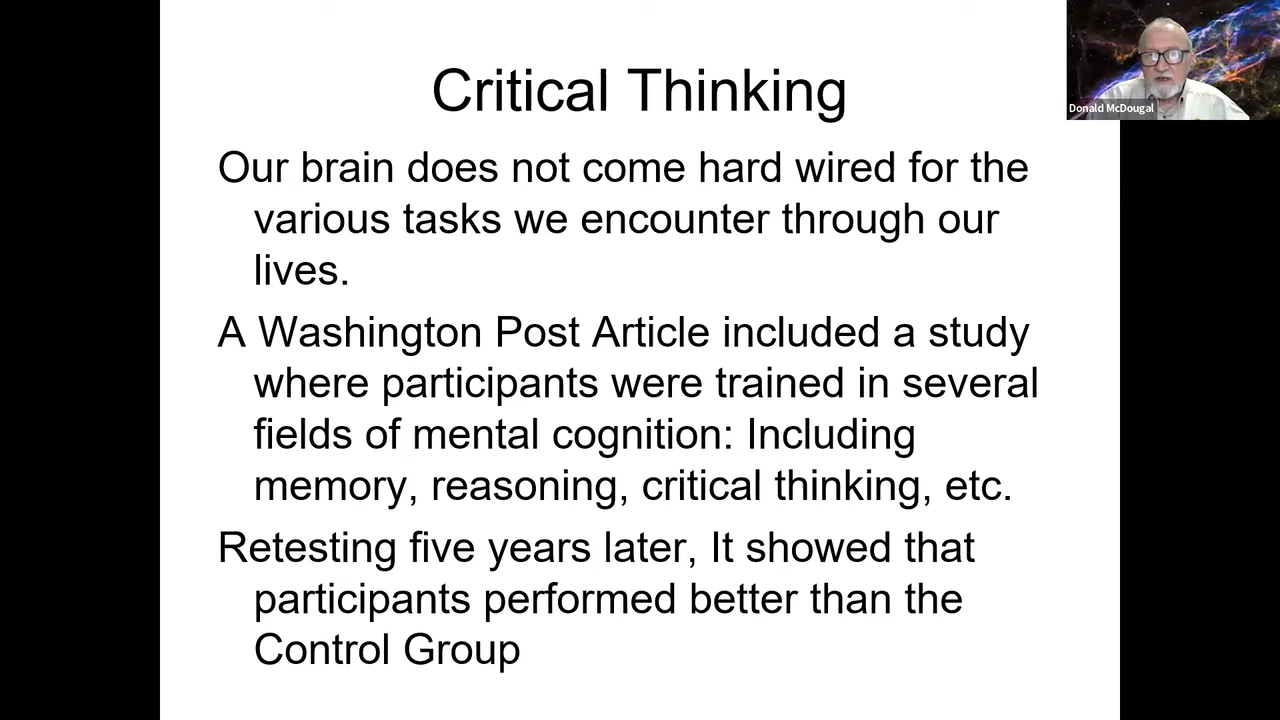 Critical Thinking
Donald McDougal
Our brain does not come hard wired for the
various tasks we encounter through our
lives.
A Washington Post Article included a study
where participants were trained in several
fields of mental cognition: Including
memory, reasoning, critical thinking, etc.
Retesting five years later, It showed that
participants performed better than the
Control Group